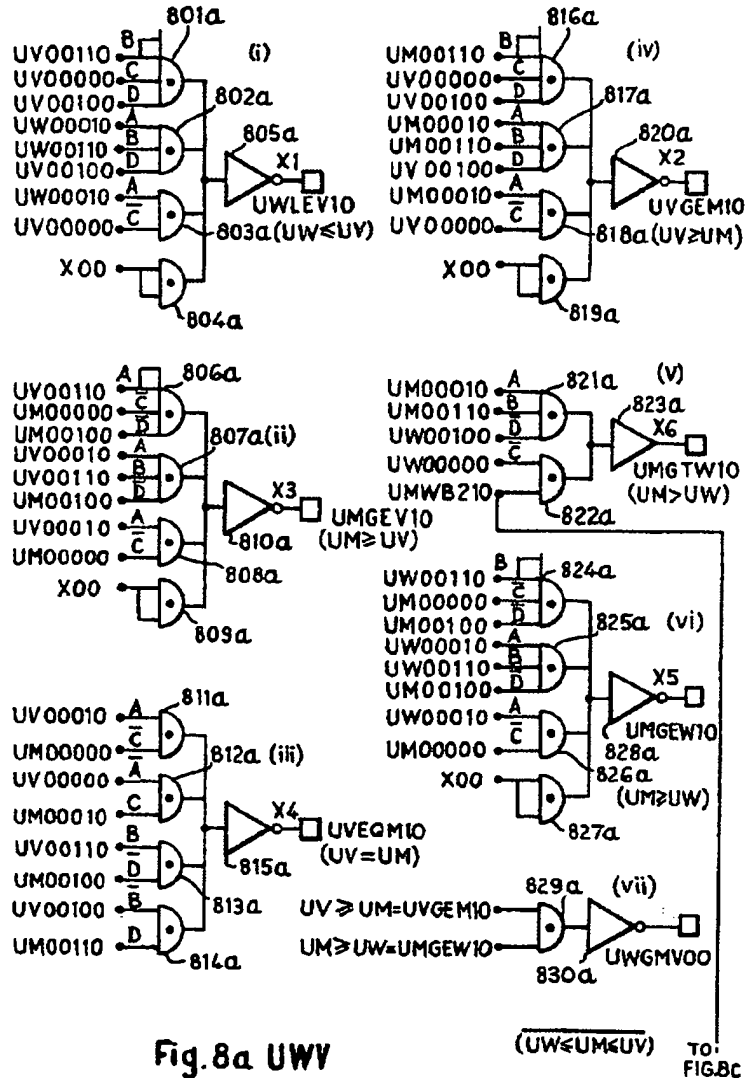 801a
(i)
B
UV00110
C
UV00000
D
UV00100
802a
UW00010 A
UW00110 B
UV00100 D
805a
X1
UWLEV10
UW00010 A
UV00000 C̅
803a (UW≤UV)
X00
804a
816a
(iv)
B
UM00110
C
UV00000
D
UV00100
817a
UM00010 A
UM00110 B
UV00100 D
820a
X2
UVGEM10
UM00010 A
UV00000 C̅
818a (UV≥UM)
X00
819a
A 806a
UV00110
UM00000 C̅
UM00100 D̅
UV00010 A
807a (ii)
UV00110 B
UM00100 D̅
X3
UMGEV10
(UM≥UV)
810a
UV00010 A
UM00000 C̅
808a
X00
809a
UM00010 A
821a
(v)
UM00110 B
UW00100 D̅
823a
X6
UW00000 C̅
UMGTW10
(UM>UW)
UMWB210
822a
B 824a
UW00110
UM00000 C̅
UM00100 D̅
825a (vi)
UW00010 A
UW00110 B
UM00100 D̅
X5
UMGEW10
828a
UW00010 A
UM00000 C̅
826a
(UM≥UW)
X00
827a
811a
UV00010 A
UM00000 C̅
UV00000 A̅
812a (iii)
UM00010 C
X4
UVEQM10
(UV=UM)
815a
UV00110 B
UM00100 D̅
813a
UV00100 B̅
UM00110 D
814a
829a
(vii)
UV≥UM=UVGEM10
UM≥UW=UMGEW10
830a
UWGMV00
Fig.8a UWV
(UW≤UM≤UV)
TO
FIG.8C